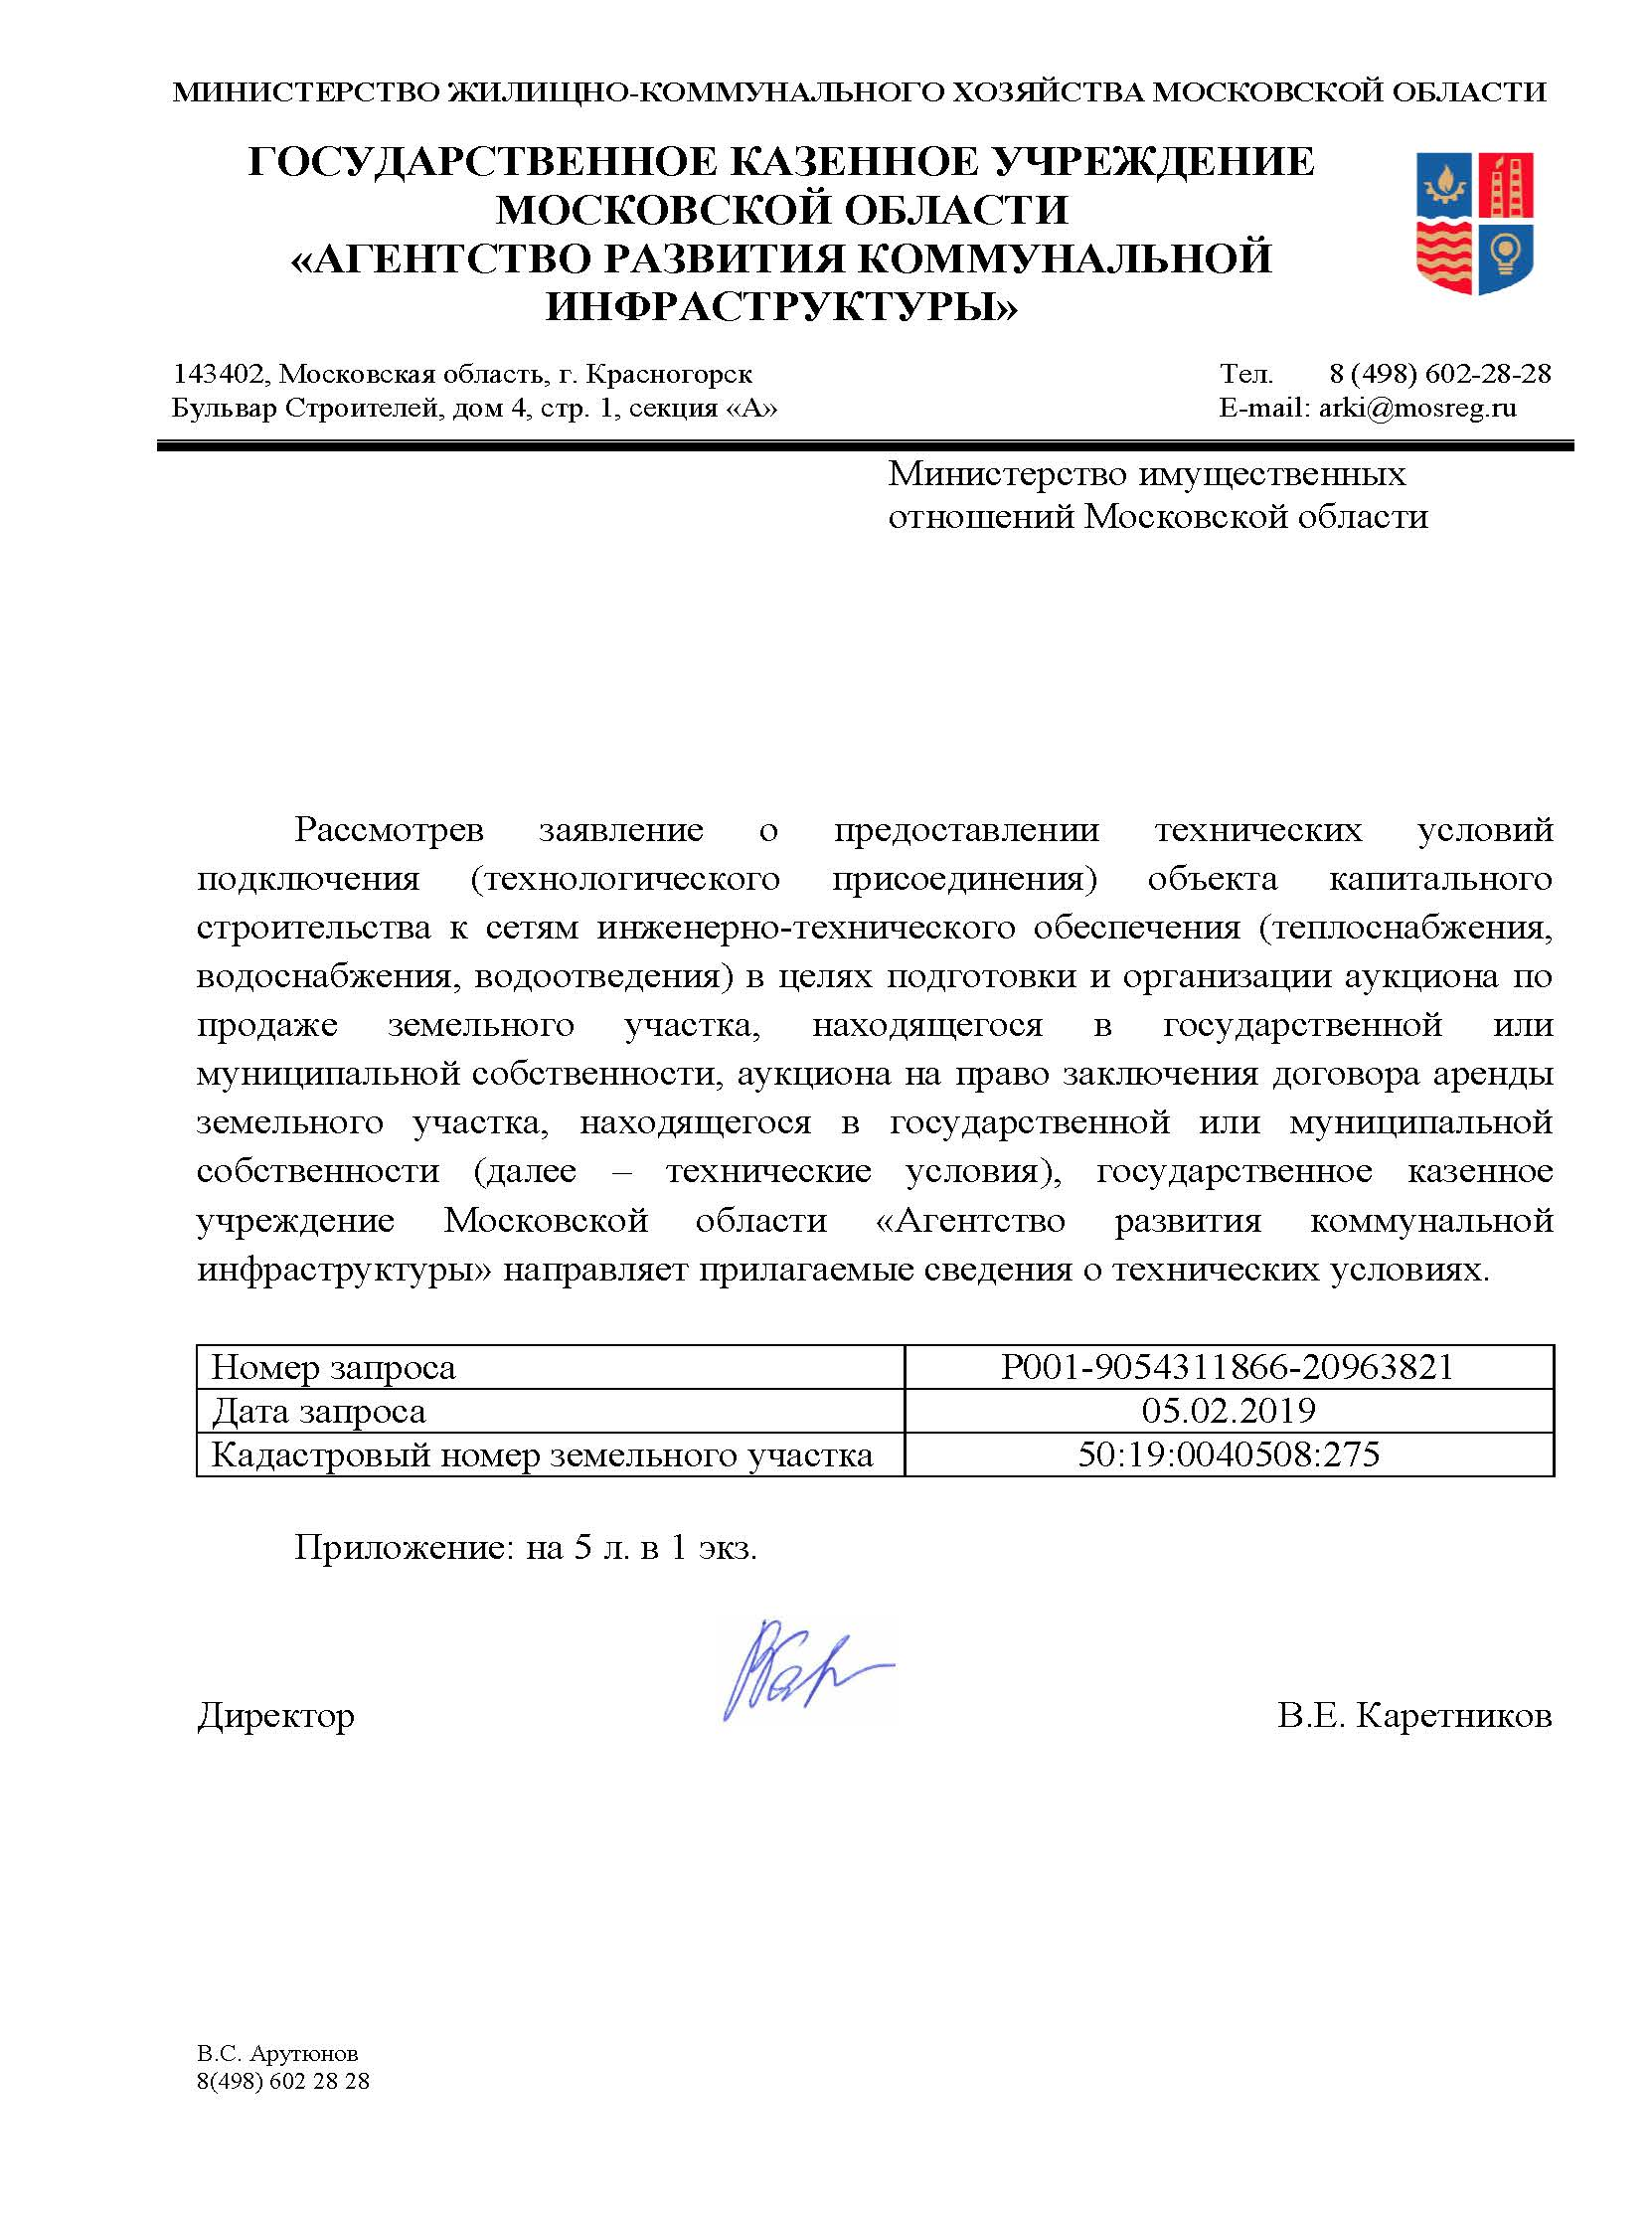 МИНИСТЕРСТВО ЖИЛИЩНО-КОММУНАЛЬНОГО ХОЗЯЙСТВА МОСКОВСКОЙ ОБЛАСТИ
ГОСУДАРСТВЕННОЕ КАЗЕННОЕ УЧРЕЖДЕНИЕ
МОСКОВСКОЙ ОБЛАСТИ
«АГЕНТСТВО РАЗВИТИЯ КОММУНАЛЬНОЙ
ИНФРАСТРУКТУРЫ»
143402, Московская область, г. Красногорск
Бульвар Строителей, дом 4, стр. 1, секция «А»
Тел. 8 (498) 602-28-28
E-mail: arki@mosreg.ru
Министерство имущественных
отношений Московской области
Рассмотрев заявление о предоставлении технических условий
подключения (технологического присоединения) объекта капитального
строительства к сетям инженерно-технического обеспечения (теплоснабжения,
водоснабжения, водоотведения) в целях подготовки и организации аукциона по
продаже земельного участка, находящегося в государственной или
муниципальной собственности, аукциона на право заключения договора аренды
земельного участка, находящегося в государственной или муниципальной
собственности (далее – технические условия), государственное казенное
учреждение Московской области «Агентство развития коммунальной
инфраструктуры» направляет прилагаемые сведения о технических условиях.
Номер запроса P001-9054311866-20963821
Дата запроса 05.02.2019
Кадастровый номер земельного участка 50:19:0040508:275
Приложение: на 5 л. в 1 экз.
Директор В.Е. Каретников
В.С. Арутюнов
8(498) 602 28 28